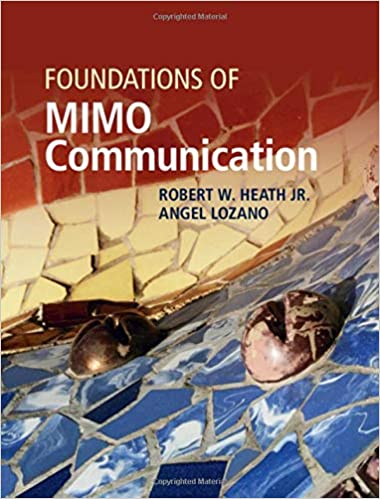 Copyrighted Material
FOUNDATIONS OF
MIMO
Communication
ROBERT W. HEATH JR.
ANGEL LOZANO
Copyrighted Material